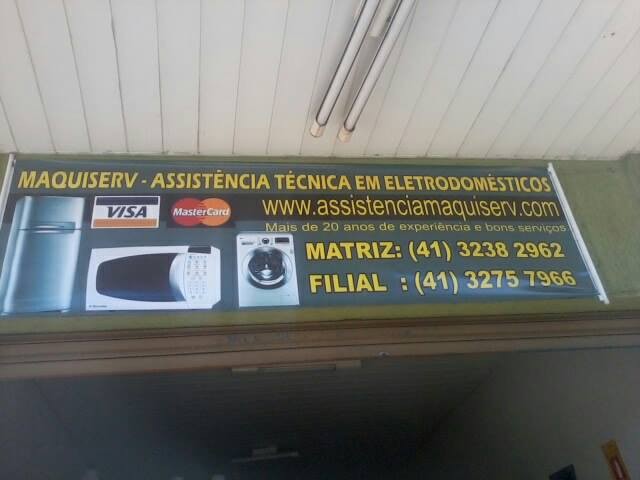 MAQUISERV - ASSISTÊNCIA TÉCNICA EM ELETRODOMÉSTICOS
VISA MasterCard www.assistenciamaquiserv.com
Mais de 20 anos de experiência e bons serviços
MATRIZ: (41) 3238 2962
FILIAL : (41) 3275 7966